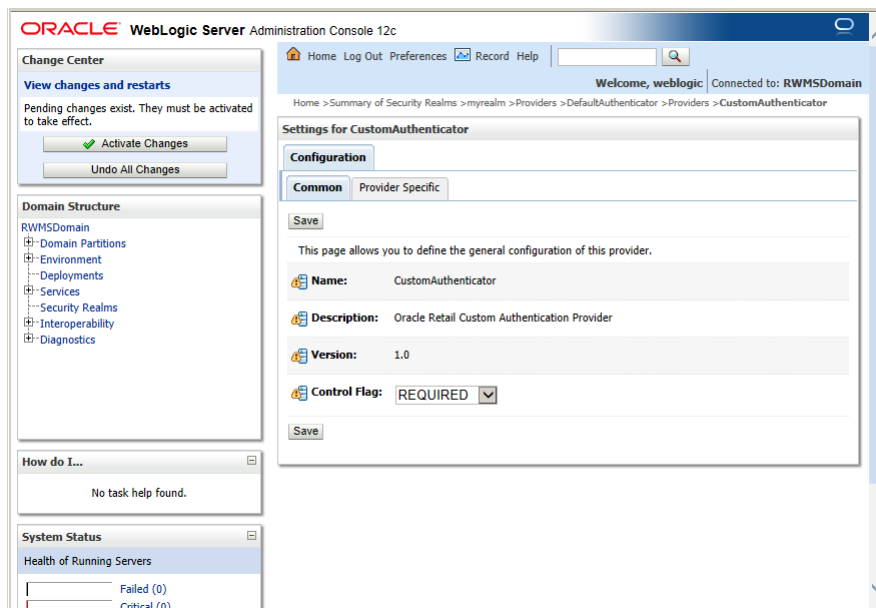 ORACLE® WebLogic Server Administration Console 12c
Change Center
View changes and restarts
Pending changes exist. They must be activated
to take effect.
Activate Changes
Undo All Changes
Domain Structure
RWMSDomain
Domain Partitions
Environment
Deployments
Services
Security Realms
Interoperability
Diagnostics
How do I...
No task help found.
System Status
Health of Running Servers
Failed (0)
Critical (0)
Home Log Out Preferences Record Help
Welcome, weblogic Connected to: RWMSDomain
Home >Summary of Security Realms >myrealm >Providers >DefaultAuthenticator >Providers >CustomAuthenticator
Settings for CustomAuthenticator
Configuration
Common Provider Specific
Save
This page allows you to define the general configuration of this provider.
Name: CustomAuthenticator
Description: Oracle Retail Custom Authentication Provider
Version: 1.0
Control Flag: REQUIRED
Save